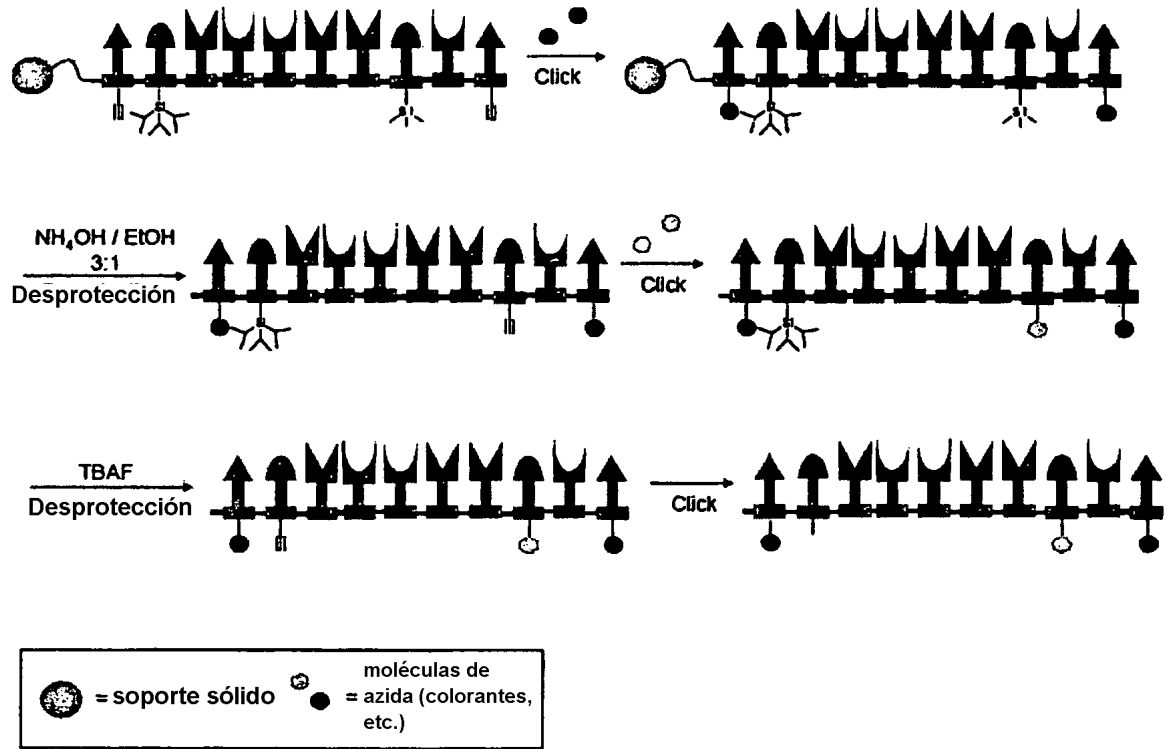 Click
NH₄OH / EtOH
3:1
Desprotección
Click
TBAF
Desprotección
Click
= soporte sólido
moléculas de
= azida (colorantes,
etc.)